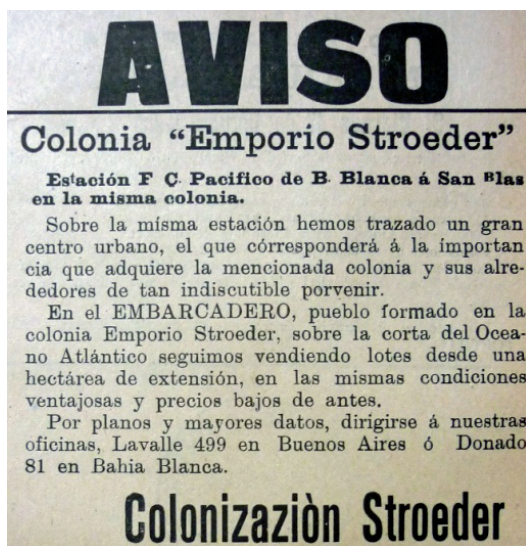 AVISO
Colonia “Emporio Stroeder”
Estación F C. Pacifico de B. Blanca á San Blas
en la misma colonia.
Sobre la mísma estación hemos trazado un gran
centro urbano, el que córresponderá á la ímportan
cia que adquiere la mencionada colonia y sus alre-
dedores de tan indiscutible porvenir.
En el EMBARCADERO, pueblo formado en la
colonia Emporio Stroeder, sobre la corta del Ocea-
no Atlántico seguimos vendiendo lotes desde una
hectárea de extensión, en las mismas condiciones
ventajosas y precios bajos de antes.
Por planos y mayores datos, dirigirse á nuestras
oficinas, Lavalle 499 en Buenos Aires ó Donado
81 en Bahia Blanca.
Colonizaziòn Stroeder